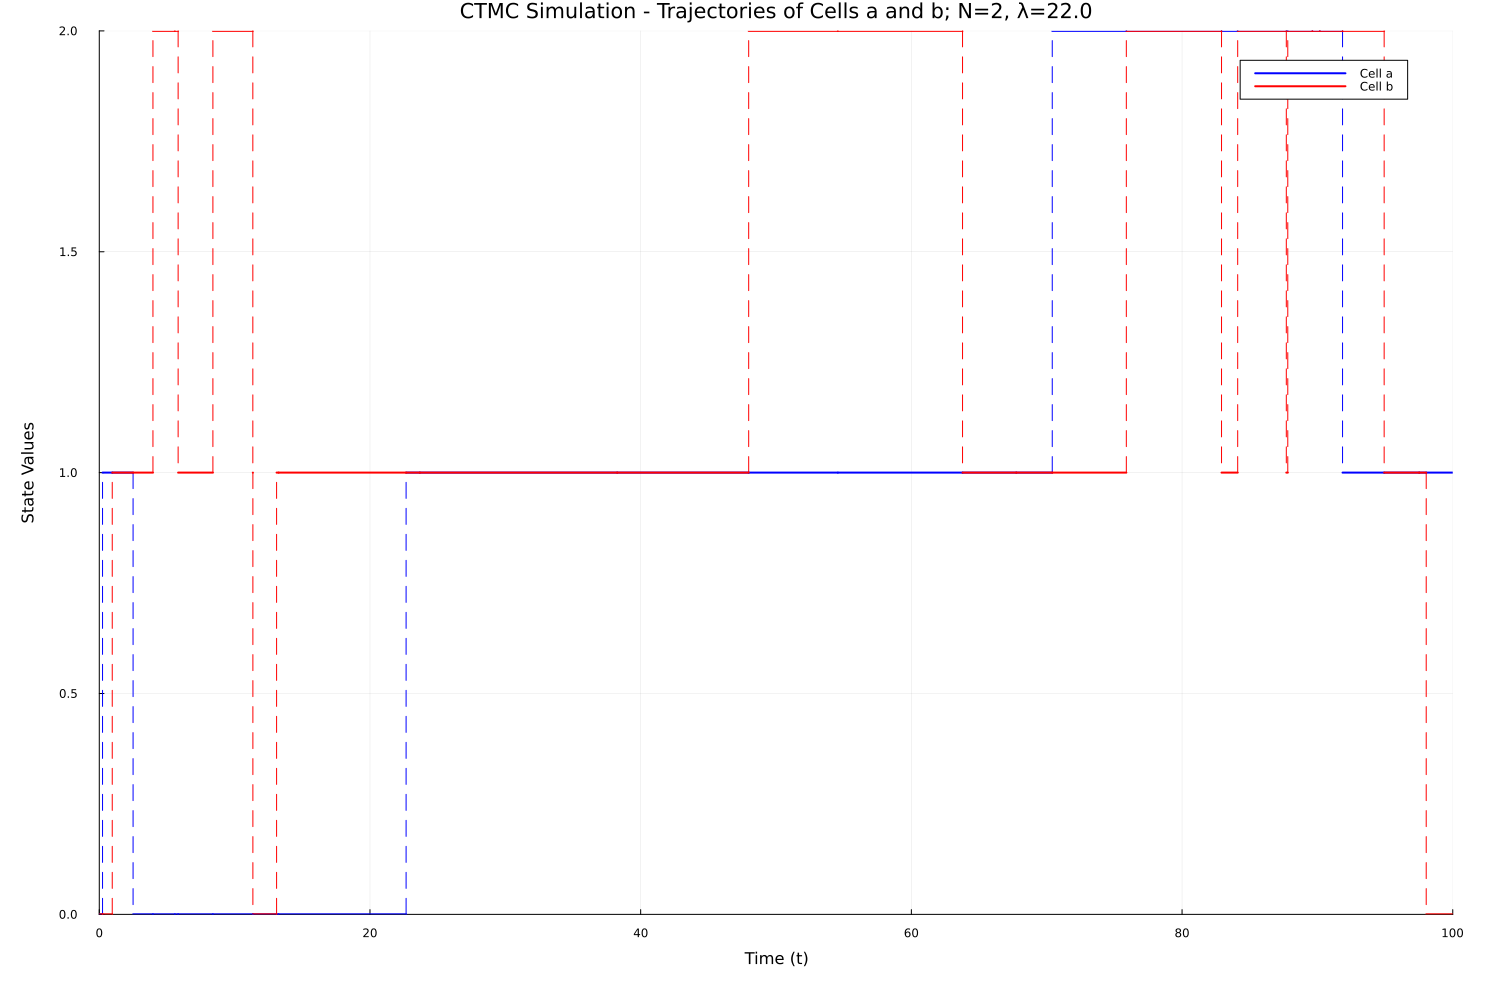 CTMC Simulation - Trajectories of Cells a and b; N=2, λ=22.0
2.0
Cell a
Cell b
1.5
State Values
1.0
0.5
0.0
0 20 40 60 80 100
Time (t)